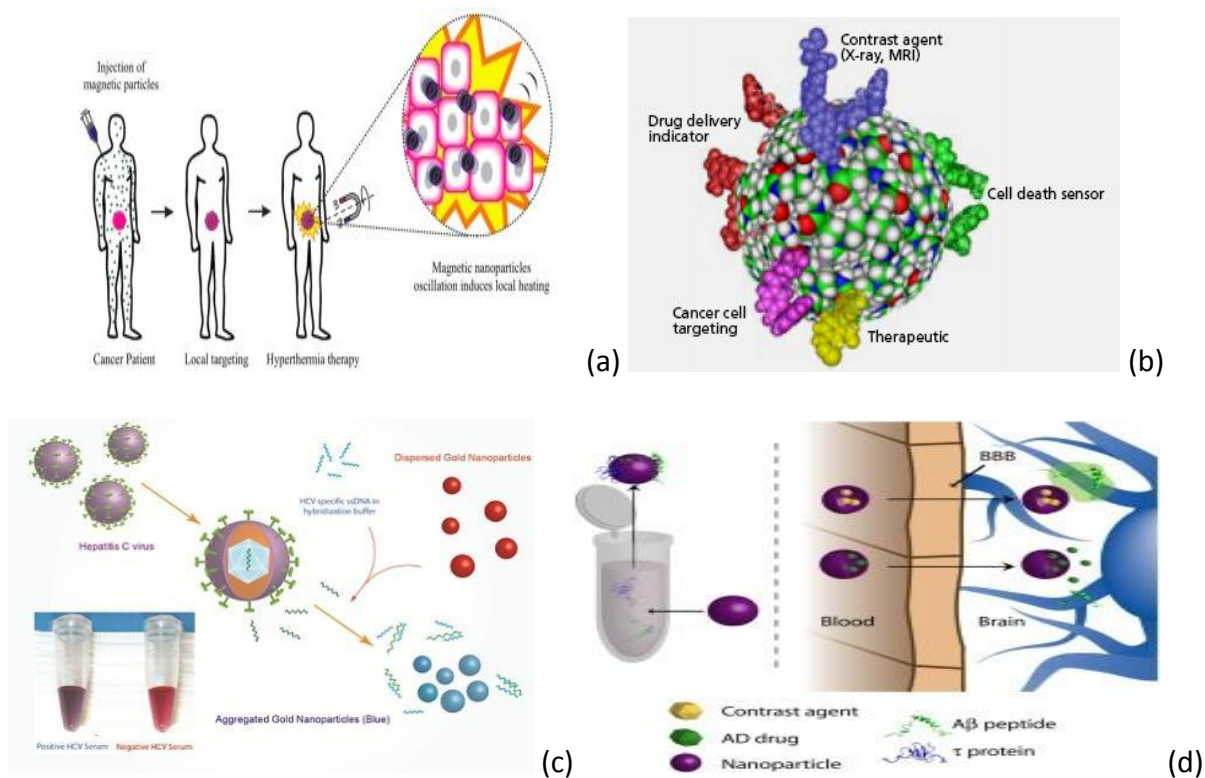 Injection of
magnetic particles
Magnetic nanoparticles
oscillation induces local heating
Cancer Patient
Local targeting
Hyperthermia therapy
(a)
Contrast agent
(X-ray, MRI)
Drug delivery
indicator
Cell death sensor
Cancer cell
targeting
Therapeutic
(b)
Hepatitis C virus
HCV specific ssDNA in
hybridization buffer
Dispersed Gold Nanoparticles
Aggregated Gold Nanoparticles (Blue)
Positive HCV Serum
Negative HCV Serum
(c)
BBB
Blood
Brain
Contrast agent
AD drug
Nanoparticle
Aβ peptide
τ protein
(d)